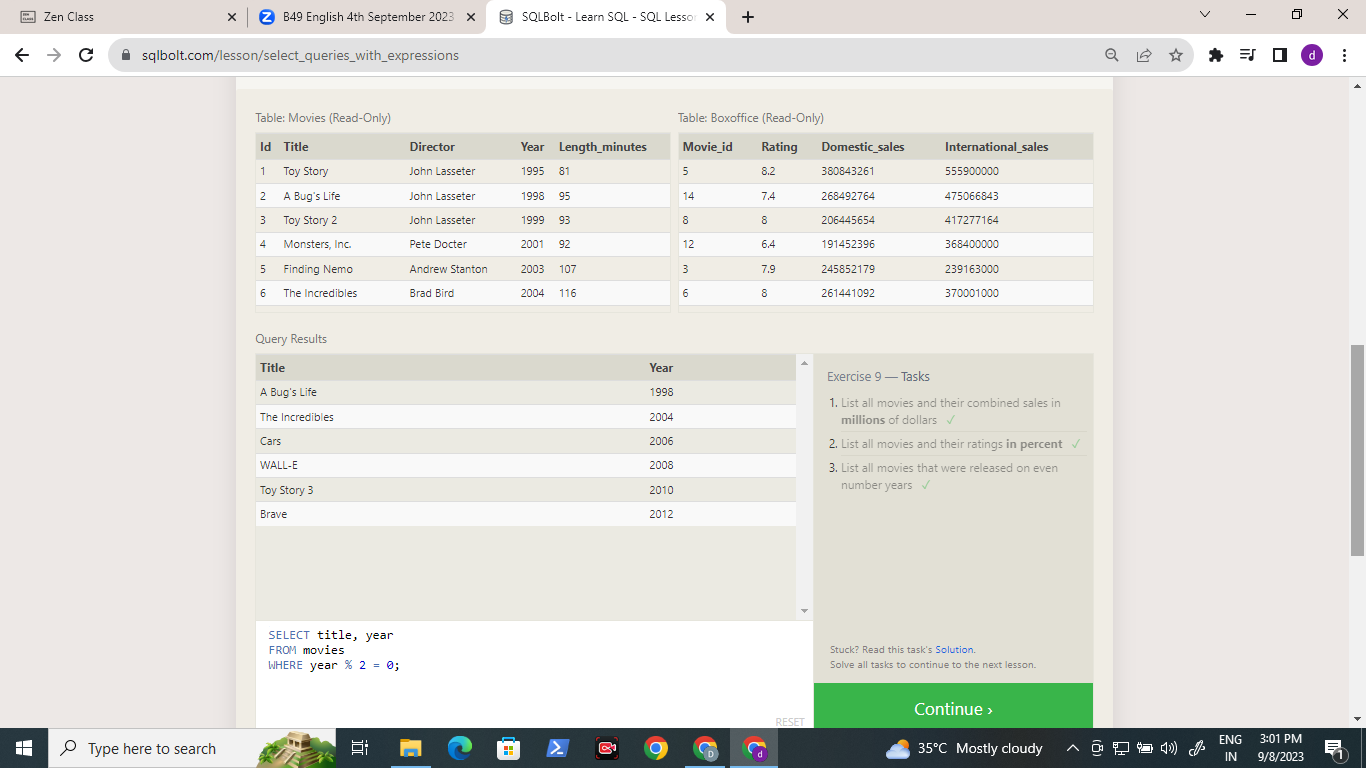 Zen Class
B49 English 4th September 2023
SQLBolt - Learn SQL - SQL Lesson
sqlbolt.com/lesson/select_queries_with_expressions
d
Table: Movies (Read-Only)
Id Title Director Year Length_minutes
1 Toy Story John Lasseter 1995 81
2 A Bug's Life John Lasseter 1998 95
3 Toy Story 2 John Lasseter 1999 93
4 Monsters, Inc. Pete Docter 2001 92
5 Finding Nemo Andrew Stanton 2003 107
6 The Incredibles Brad Bird 2004 116
Table: Boxoffice (Read-Only)
Movie_id Rating Domestic_sales International_sales
5 8.2 380843261 555900000
14 7.4 268492764 475066843
8 8 206445654 417277164
12 6.4 191452396 368400000
3 7.9 245852179 239163000
6 8 261441092 370001000
Query Results
Title Year
A Bug's Life 1998
The Incredibles 2004
Cars 2006
WALL-E 2008
Toy Story 3 2010
Brave 2012
SELECT title, year
FROM movies
WHERE year % 2 = 0;
RESET
Exercise 9 — Tasks
1. List all movies and their combined sales in
millions of dollars ✓
2. List all movies and their ratings in percent ✓
3. List all movies that were released on even
number years ✓
Stuck? Read this task's Solution.
Solve all tasks to continue to the next lesson.
Continue ›
Type here to search
35°C Mostly cloudy
ENG
IN
3:01 PM
9/8/2023
1